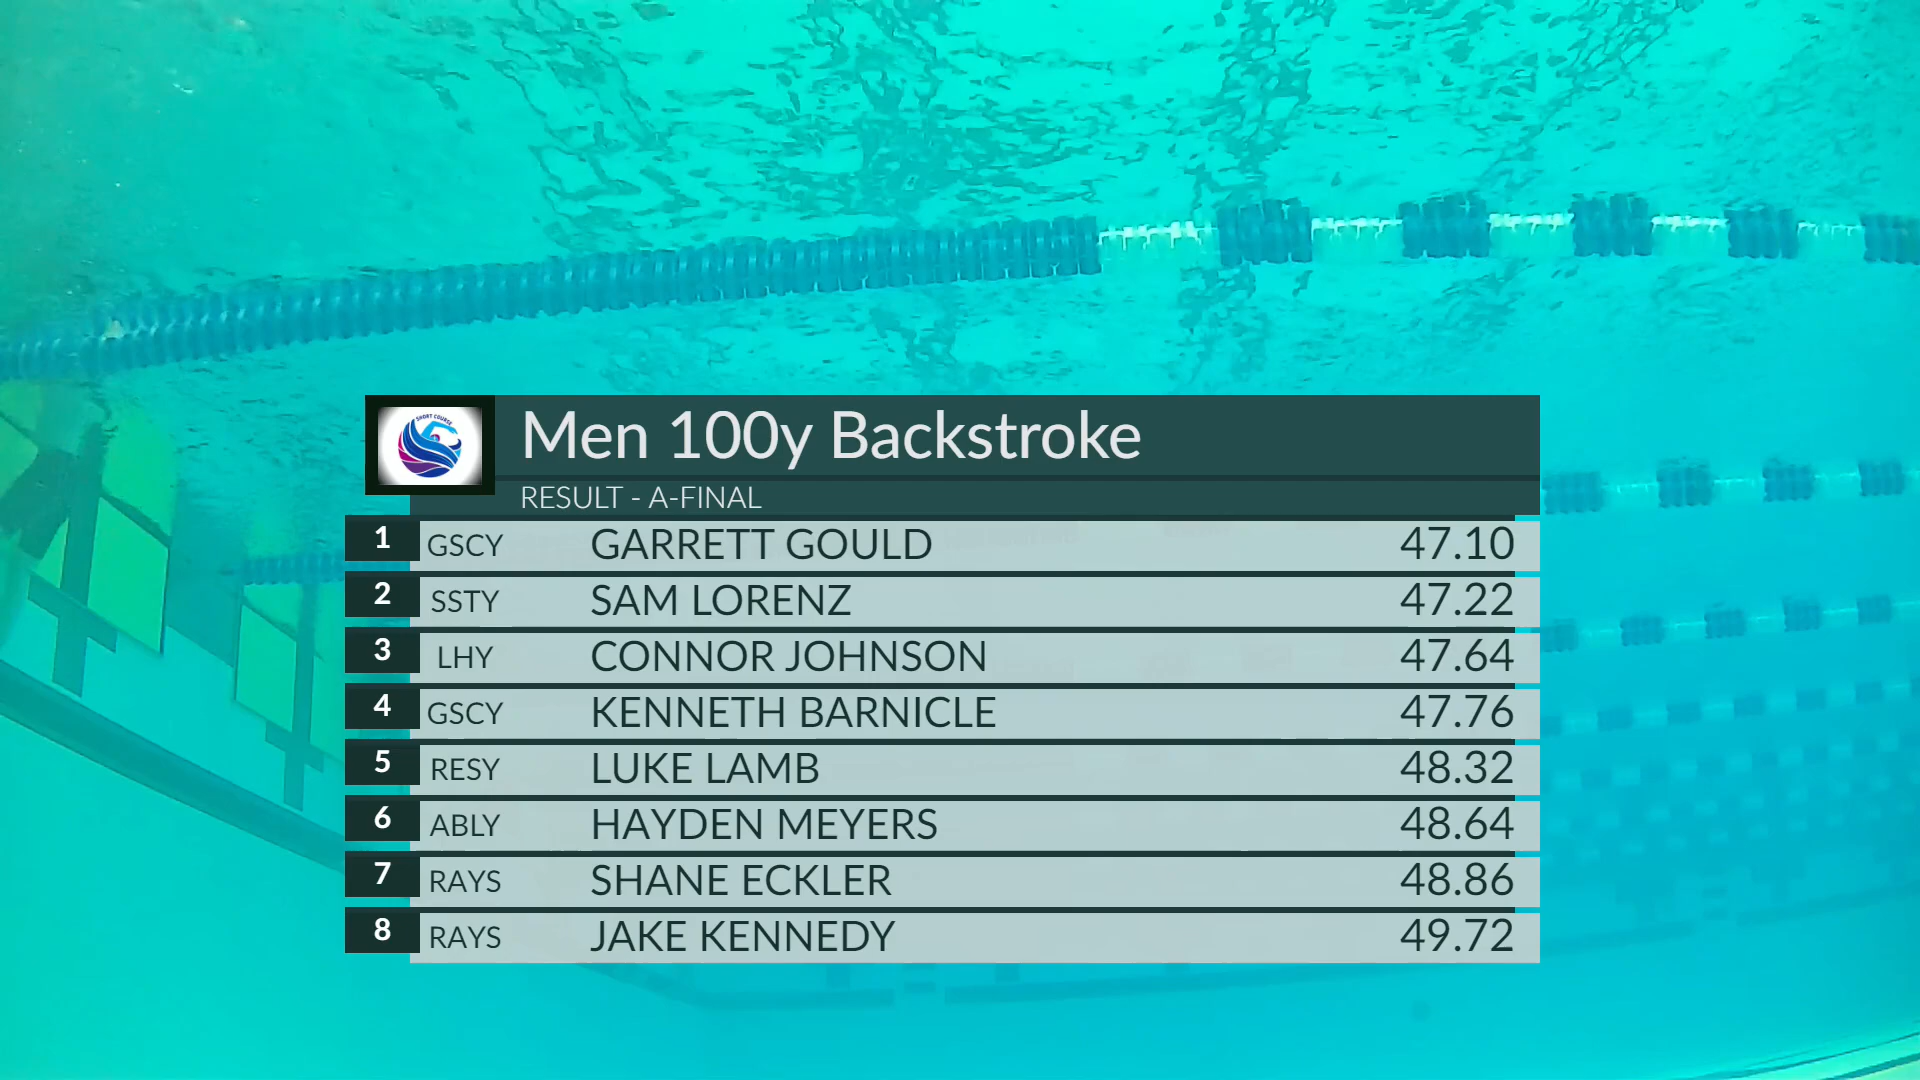 SHORT COURSE
Men 100y Backstroke
RESULT - A-FINAL
1 GSCY GARRETT GOULD 47.10
2 SSTY SAM LORENZ 47.22
3 LHY CONNOR JOHNSON 47.64
4 GSCY KENNETH BARNICLE 47.76
5 RESY LUKE LAMB 48.32
6 ABLY HAYDEN MEYERS 48.64
7 RAYS SHANE ECKLER 48.86
8 RAYS JAKE KENNEDY 49.72